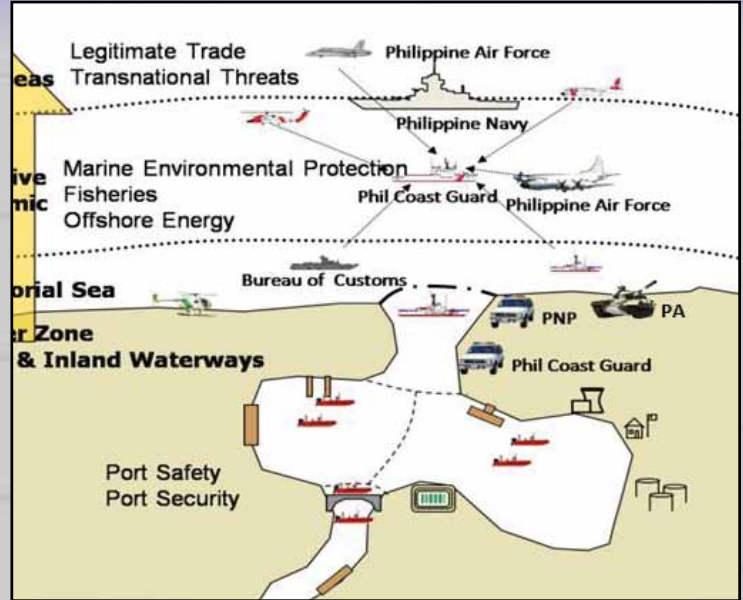 Legitimate Trade
Transnational Threats
eas
Philippine Air Force
Philippine Navy
Marine Environmental Protection
Fisheries
Offshore Energy
ive
mic
Phil Coast Guard
Philippine Air Force
Bureau of Customs
orial Sea
PNP
PA
er Zone
& Inland Waterways
Phil Coast Guard
Port Safety
Port Security